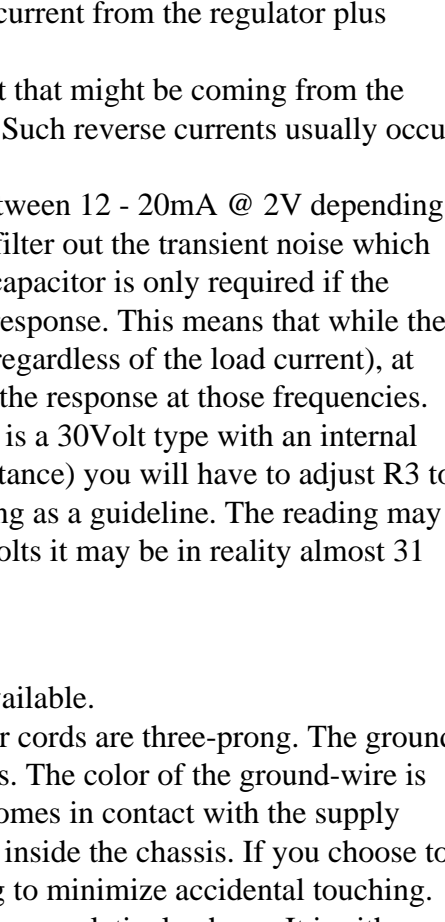 current from the regulator plus
t that might be coming from the
Such reverse currents usually occu
tween 12 - 20mA @ 2V depending
filter out the transient noise which
capacitor is only required if the
response. This means that while the
regardless of the load current), at
the response at those frequencies.
is a 30Volt type with an internal
tance) you will have to adjust R3 to
ng as a guideline. The reading may
olts it may be in reality almost 31
vailable.
r cords are three-prong. The ground
s. The color of the ground-wire is
omes in contact with the supply
inside the chassis. If you choose to
g to minimize accidental touching.